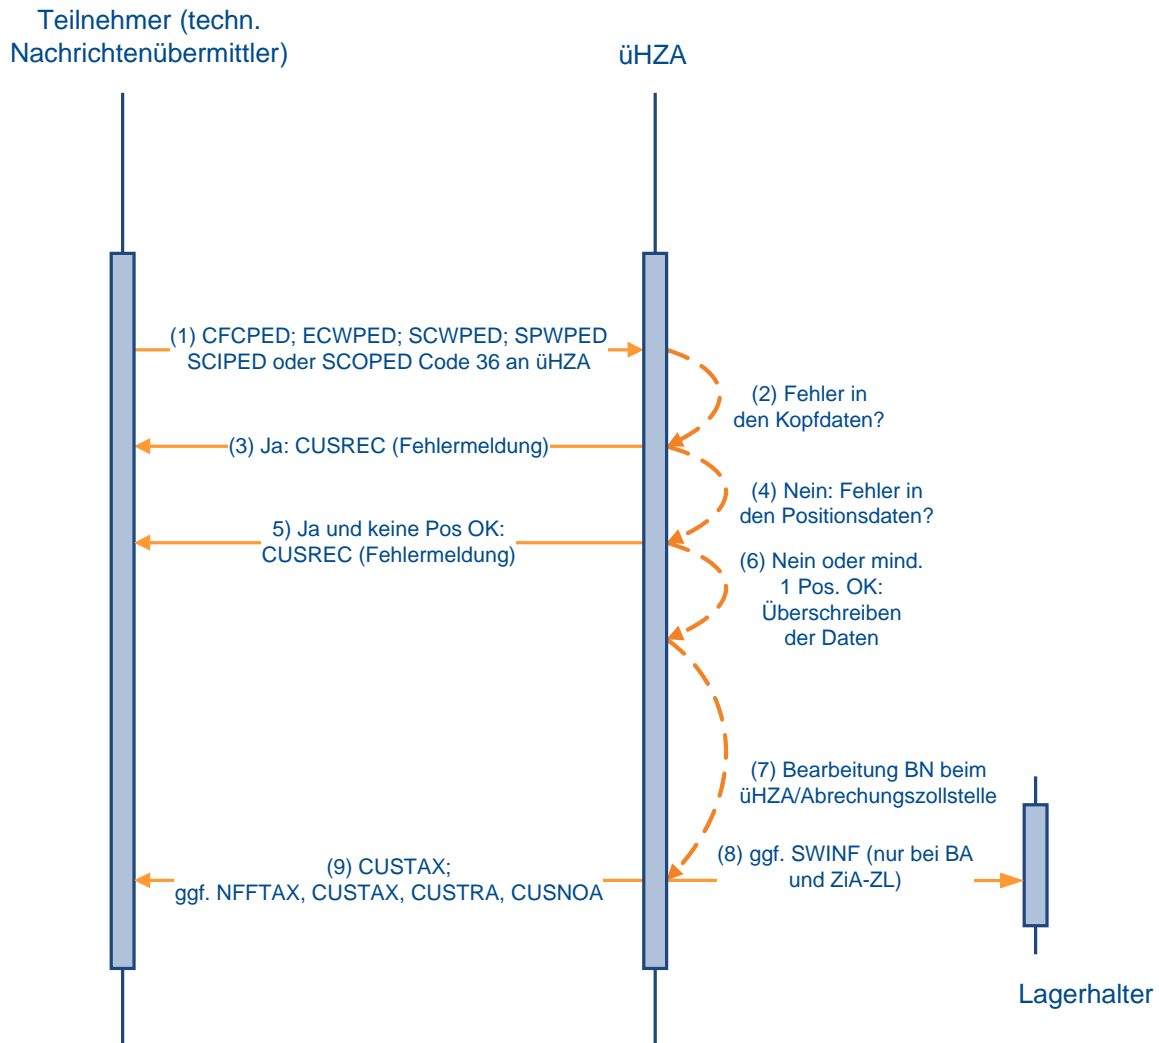 Teilnehmer (techn.
Nachrichtenübermittler)
üHZA
(1) CFCPED; ECWPED; SCWPED; SPWPED
SCIPED oder SCOPED Code 36 an üHZA
(2) Fehler in
den Kopfdaten?
(3) Ja: CUSREC (Fehlermeldung)
(4) Nein: Fehler in
den Positionsdaten?
5) Ja und keine Pos OK:
CUSREC (Fehlermeldung)
(6) Nein oder mind.
1 Pos. OK:
Überschreiben
der Daten
(7) Bearbeitung BN beim
üHZA/Abrechungszollstelle
(8) ggf. SWINF (nur bei BA
und ZiA-ZL)
(9) CUSTAX;
ggf. NFFTAX, CUSTAX, CUSTRA, CUSNOA
Lagerhalter